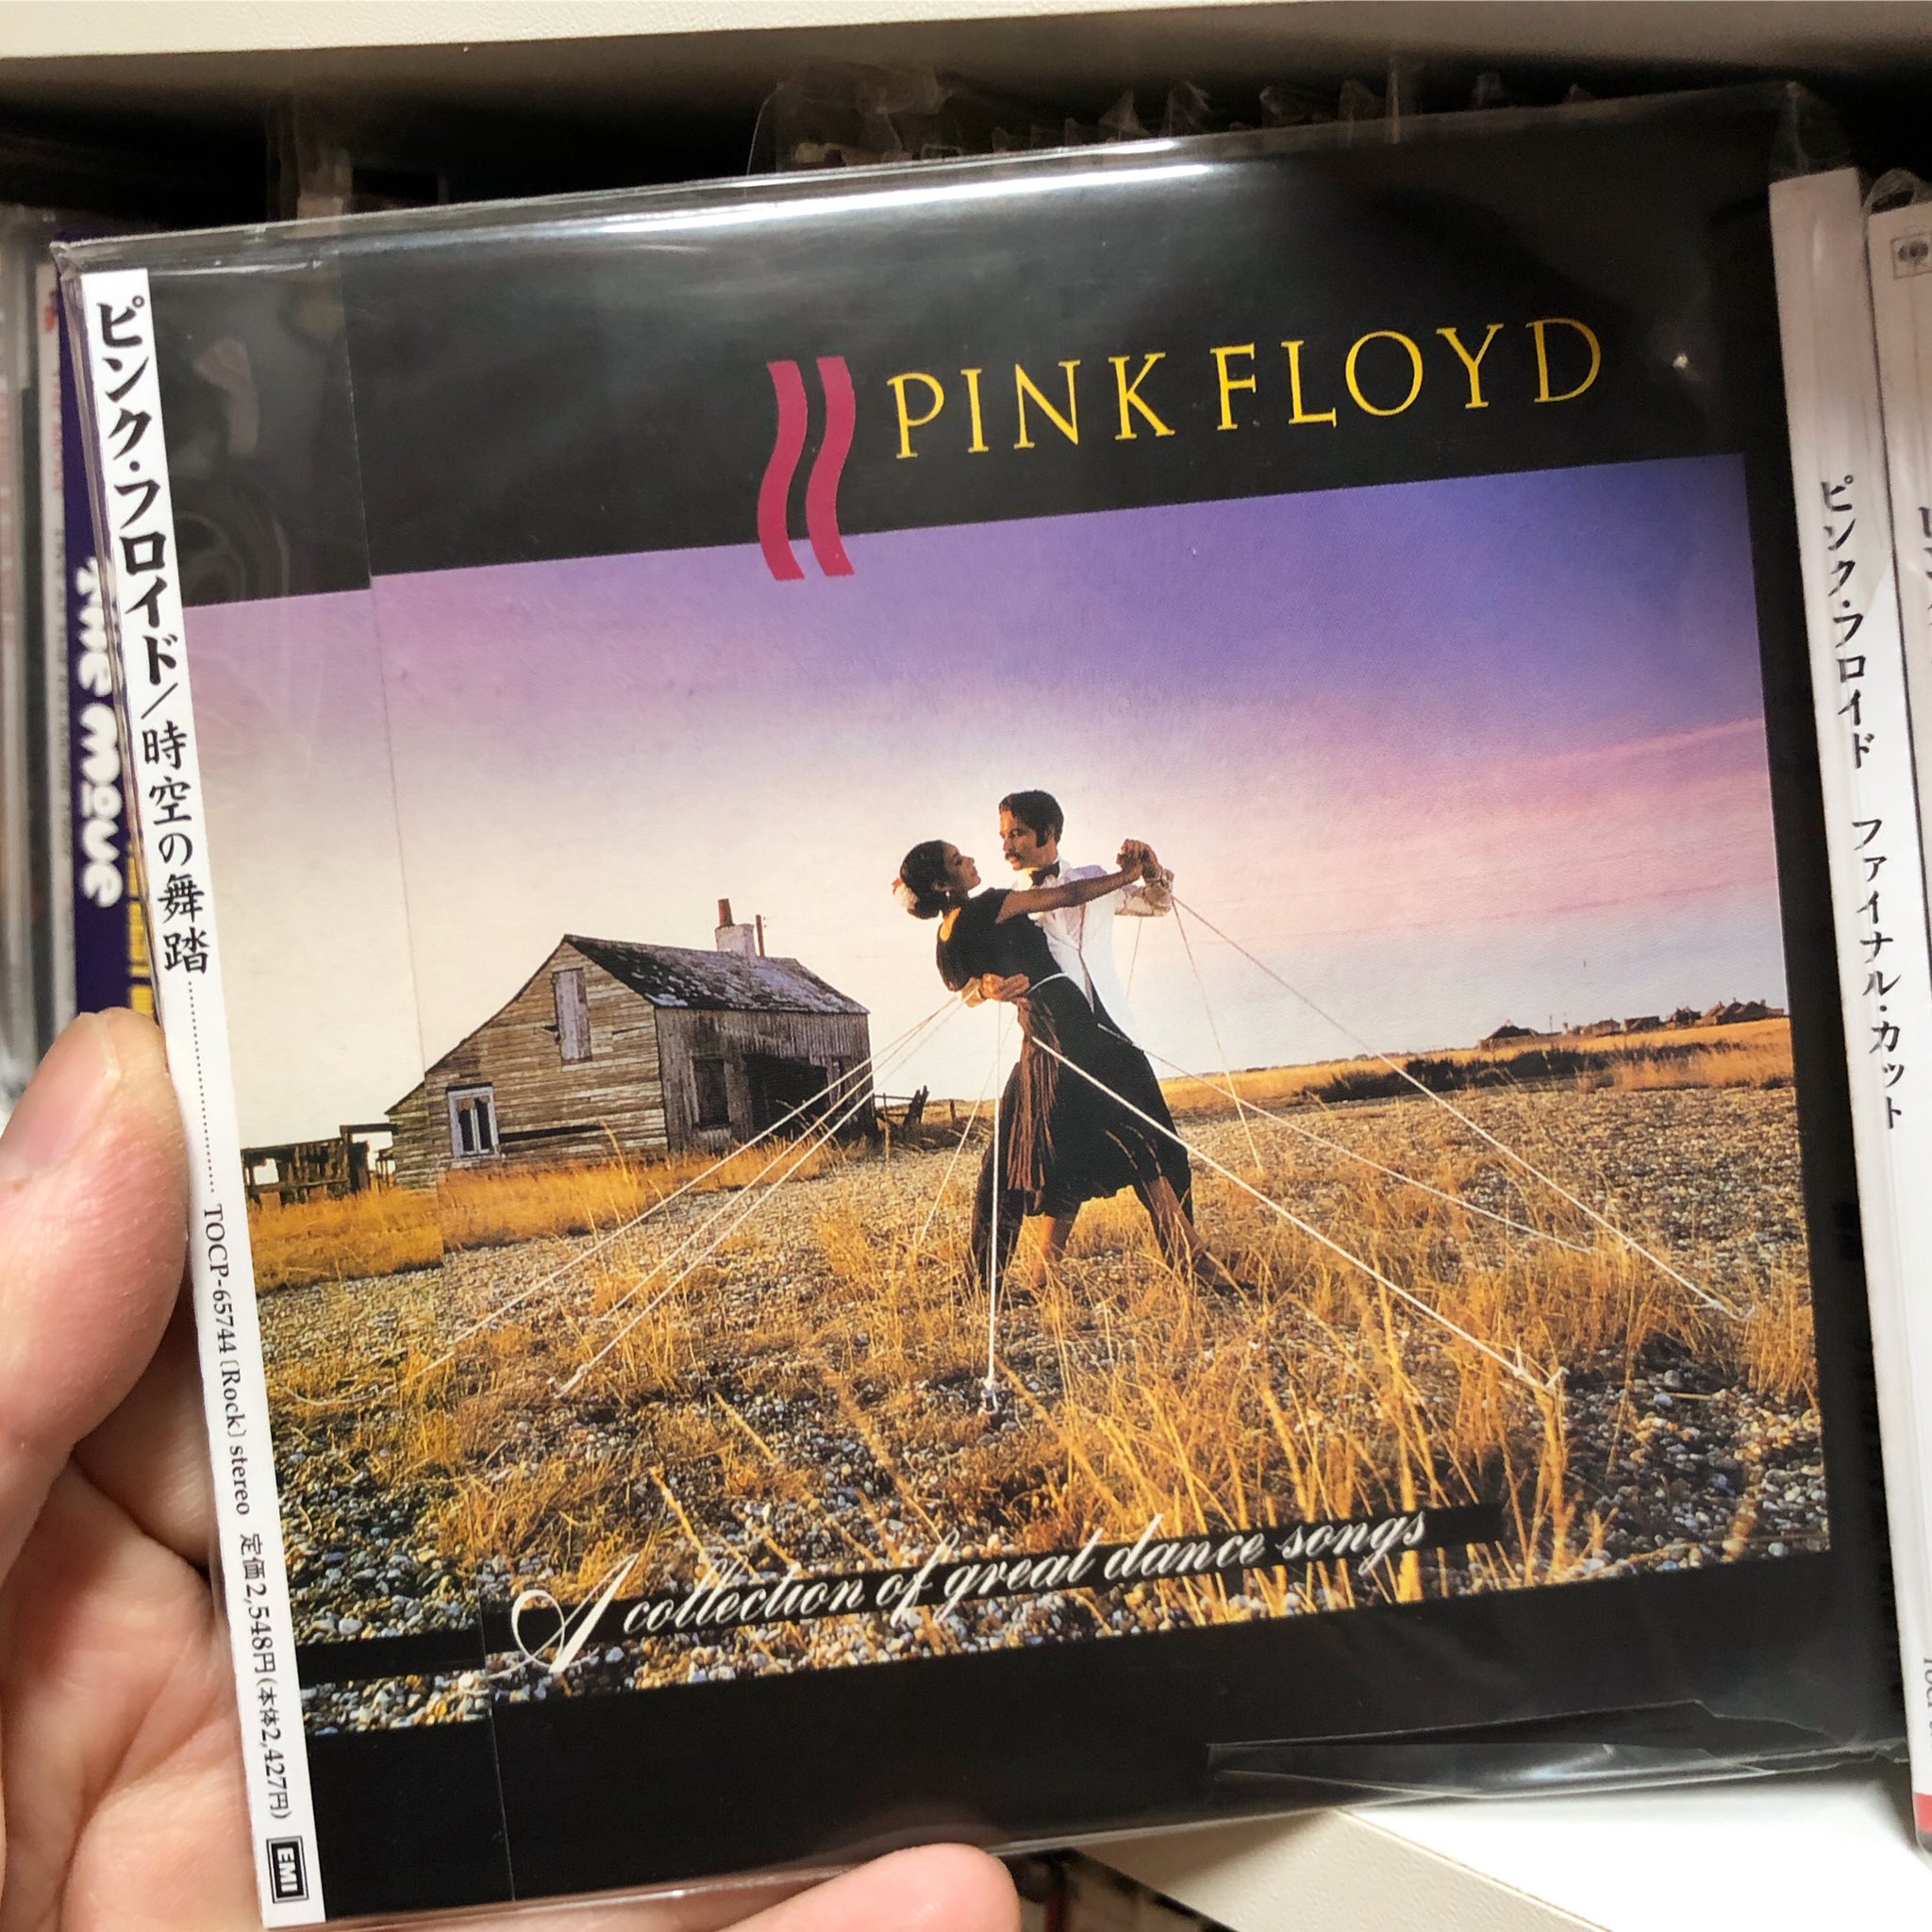 ピンク・フロイド/時空の舞踏
TOCP-65744 〔Rock〕 stereo 定価2,548円(本体2,427円)
EMI
PINK FLOYD
A collection of great dance songs
The Move
ピンク・フロイド ファイナル・カット